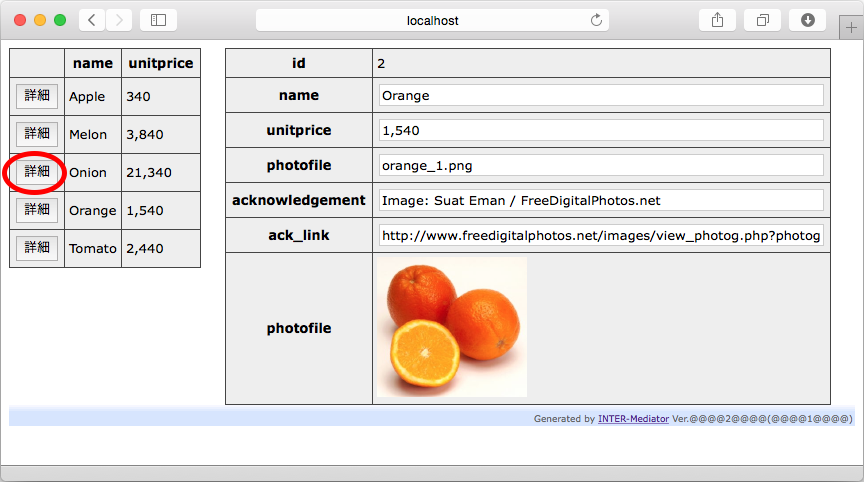 localhost
name unitprice
詳細 Apple 340
詳細 Melon 3,840
詳細 Onion 21,340
詳細 Orange 1,540
詳細 Tomato 2,440
id 2
name Orange
unitprice 1,540
photofile orange_1.png
acknowledgement Image: Suat Eman / FreeDigitalPhotos.net
ack_link http://www.freedigitalphotos.net/images/view_photog.php?photog
photofile
Generated by INTER-Mediator Ver.@@@@2@@@@(@@@@1@@@@)